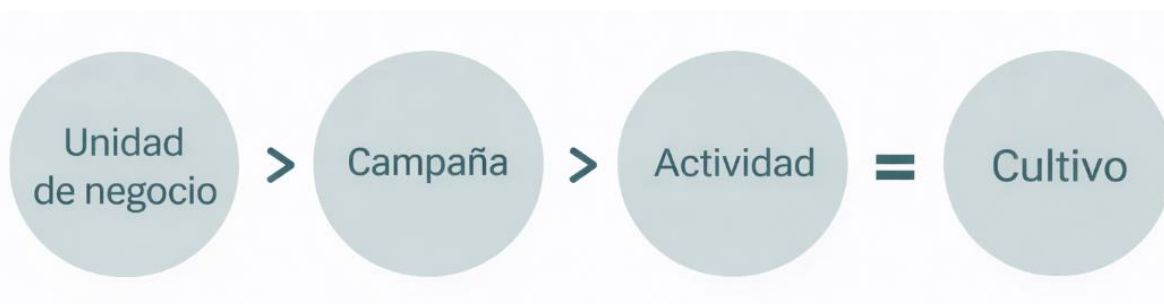 Unidad
de negocio
>
Campaña
>
Actividad
=
Cultivo